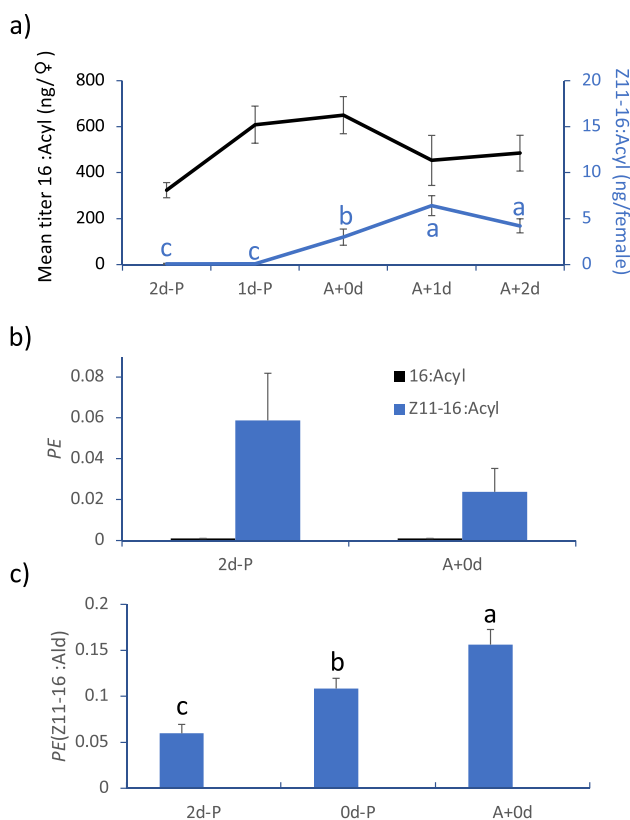 a)
Mean titer 16 :Acyl (ng/♀)
Z11-16:Acyl (ng/female)
800
600
400
200
0
20
15
10
5
0
c
c
b
a
a
2d-P
1d-P
A+0d
A+1d
A+2d
b)
PE
0.08
0.06
0.04
0.02
0
16:Acyl
Z11-16:Acyl
2d-P
A+0d
c)
PE(Z11-16 :Ald)
0.2
0.15
0.1
0.05
0
c
b
a
2d-P
0d-P
A+0d